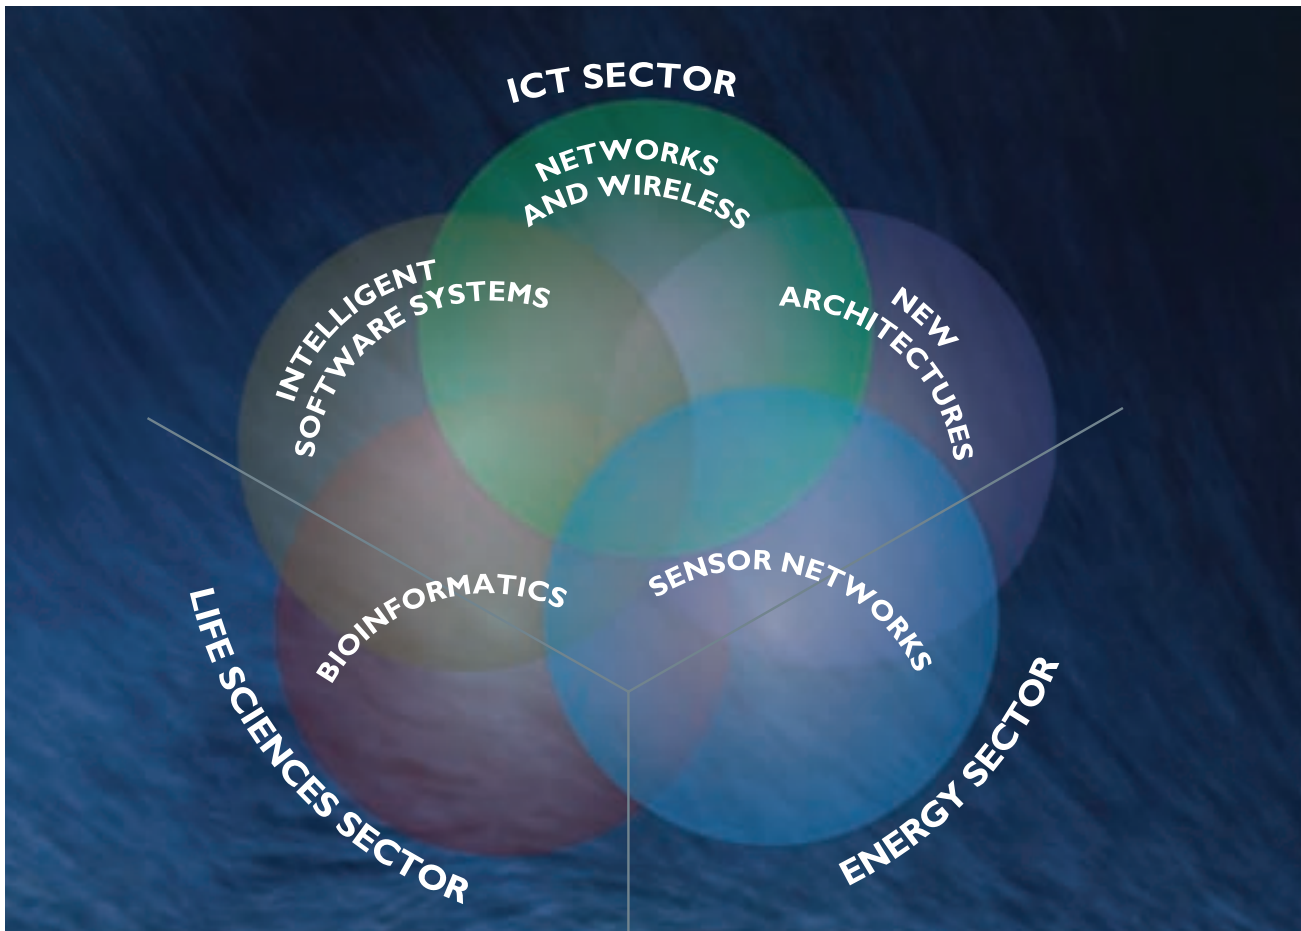 ICT SECTOR
NETWORKS
AND WIRELESS
INTELLIGENT
SOFTWARE SYSTEMS
NEW
ARCHITECTURES
BIOINFORMATICS
SENSOR NETWORKS
LIFE SCIENCES SECTOR
ENERGY SECTOR